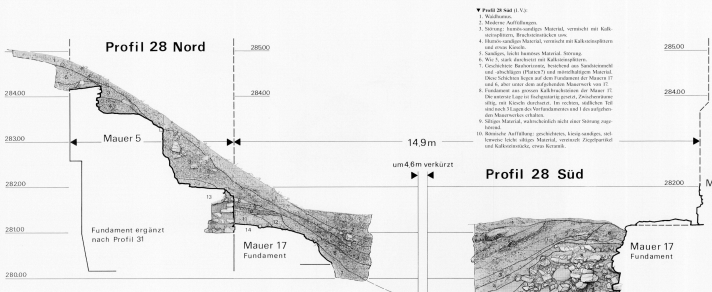 ▼ Profil 28 Süd (1. V.):
1. Waldhumus.
2. Moderne Auffüllungen.
3. Störung: humös-sandiges Material, vermischt mit Kalk-
steinsplittern, Bruchsteinstücken usw.
4. Humös-sandiges Material, vermischt mit Kalksteinsplittern
und etwas Kieseln.
5. Sandiges, leicht humöses Material. Störung.
6. Wie 3, stark durchsetzt mit Kalksteinsplittern.
7. Geschichtete Bauhorizonte, bestehend aus Sandsteinmehl
und -abschlägen (Platten?) und mörtelhaltigem Material.
Diese Schichten liegen auf dem Fundament der Mauern 17
und 6, aber unter dem aufgehenden Mauerwerk von 17.
8. Fundament aus grossen Kalkbruchsteinen der Mauer 17.
Die unterste Lage ist fischgratartig gesetzt, Zwischenräume
siltig, mit Kieseln durchsetzt. Im rechten, südlichen Teil
sind noch 3 Lagen des Vorfundamentes und 1 des aufgehen-
den Mauerwerkes erhalten.
9. Siltiges Material, wahrscheinlich nicht einer Störung zuge-
hörend.
10. Römische Auffüllung: geschichtetes, kiesig-sandiges, stel-
lenweise leicht siltiges Material, vereinzelt Ziegelpartikel
und Kalksteinstücke, etwas Keramik.
Profil 28 Nord
285.00
285.00
284.00
284.00
284.00
283.00
Mauer 5
14.9 m
um 4,6 m verkürzt
Profil 28 Süd
282.00
282.00
13
M
Fundament ergänzt
nach Profil 31
281.00
14
11
12
Mauer 17
Fundament
Mauer 17
Fundament
280.00